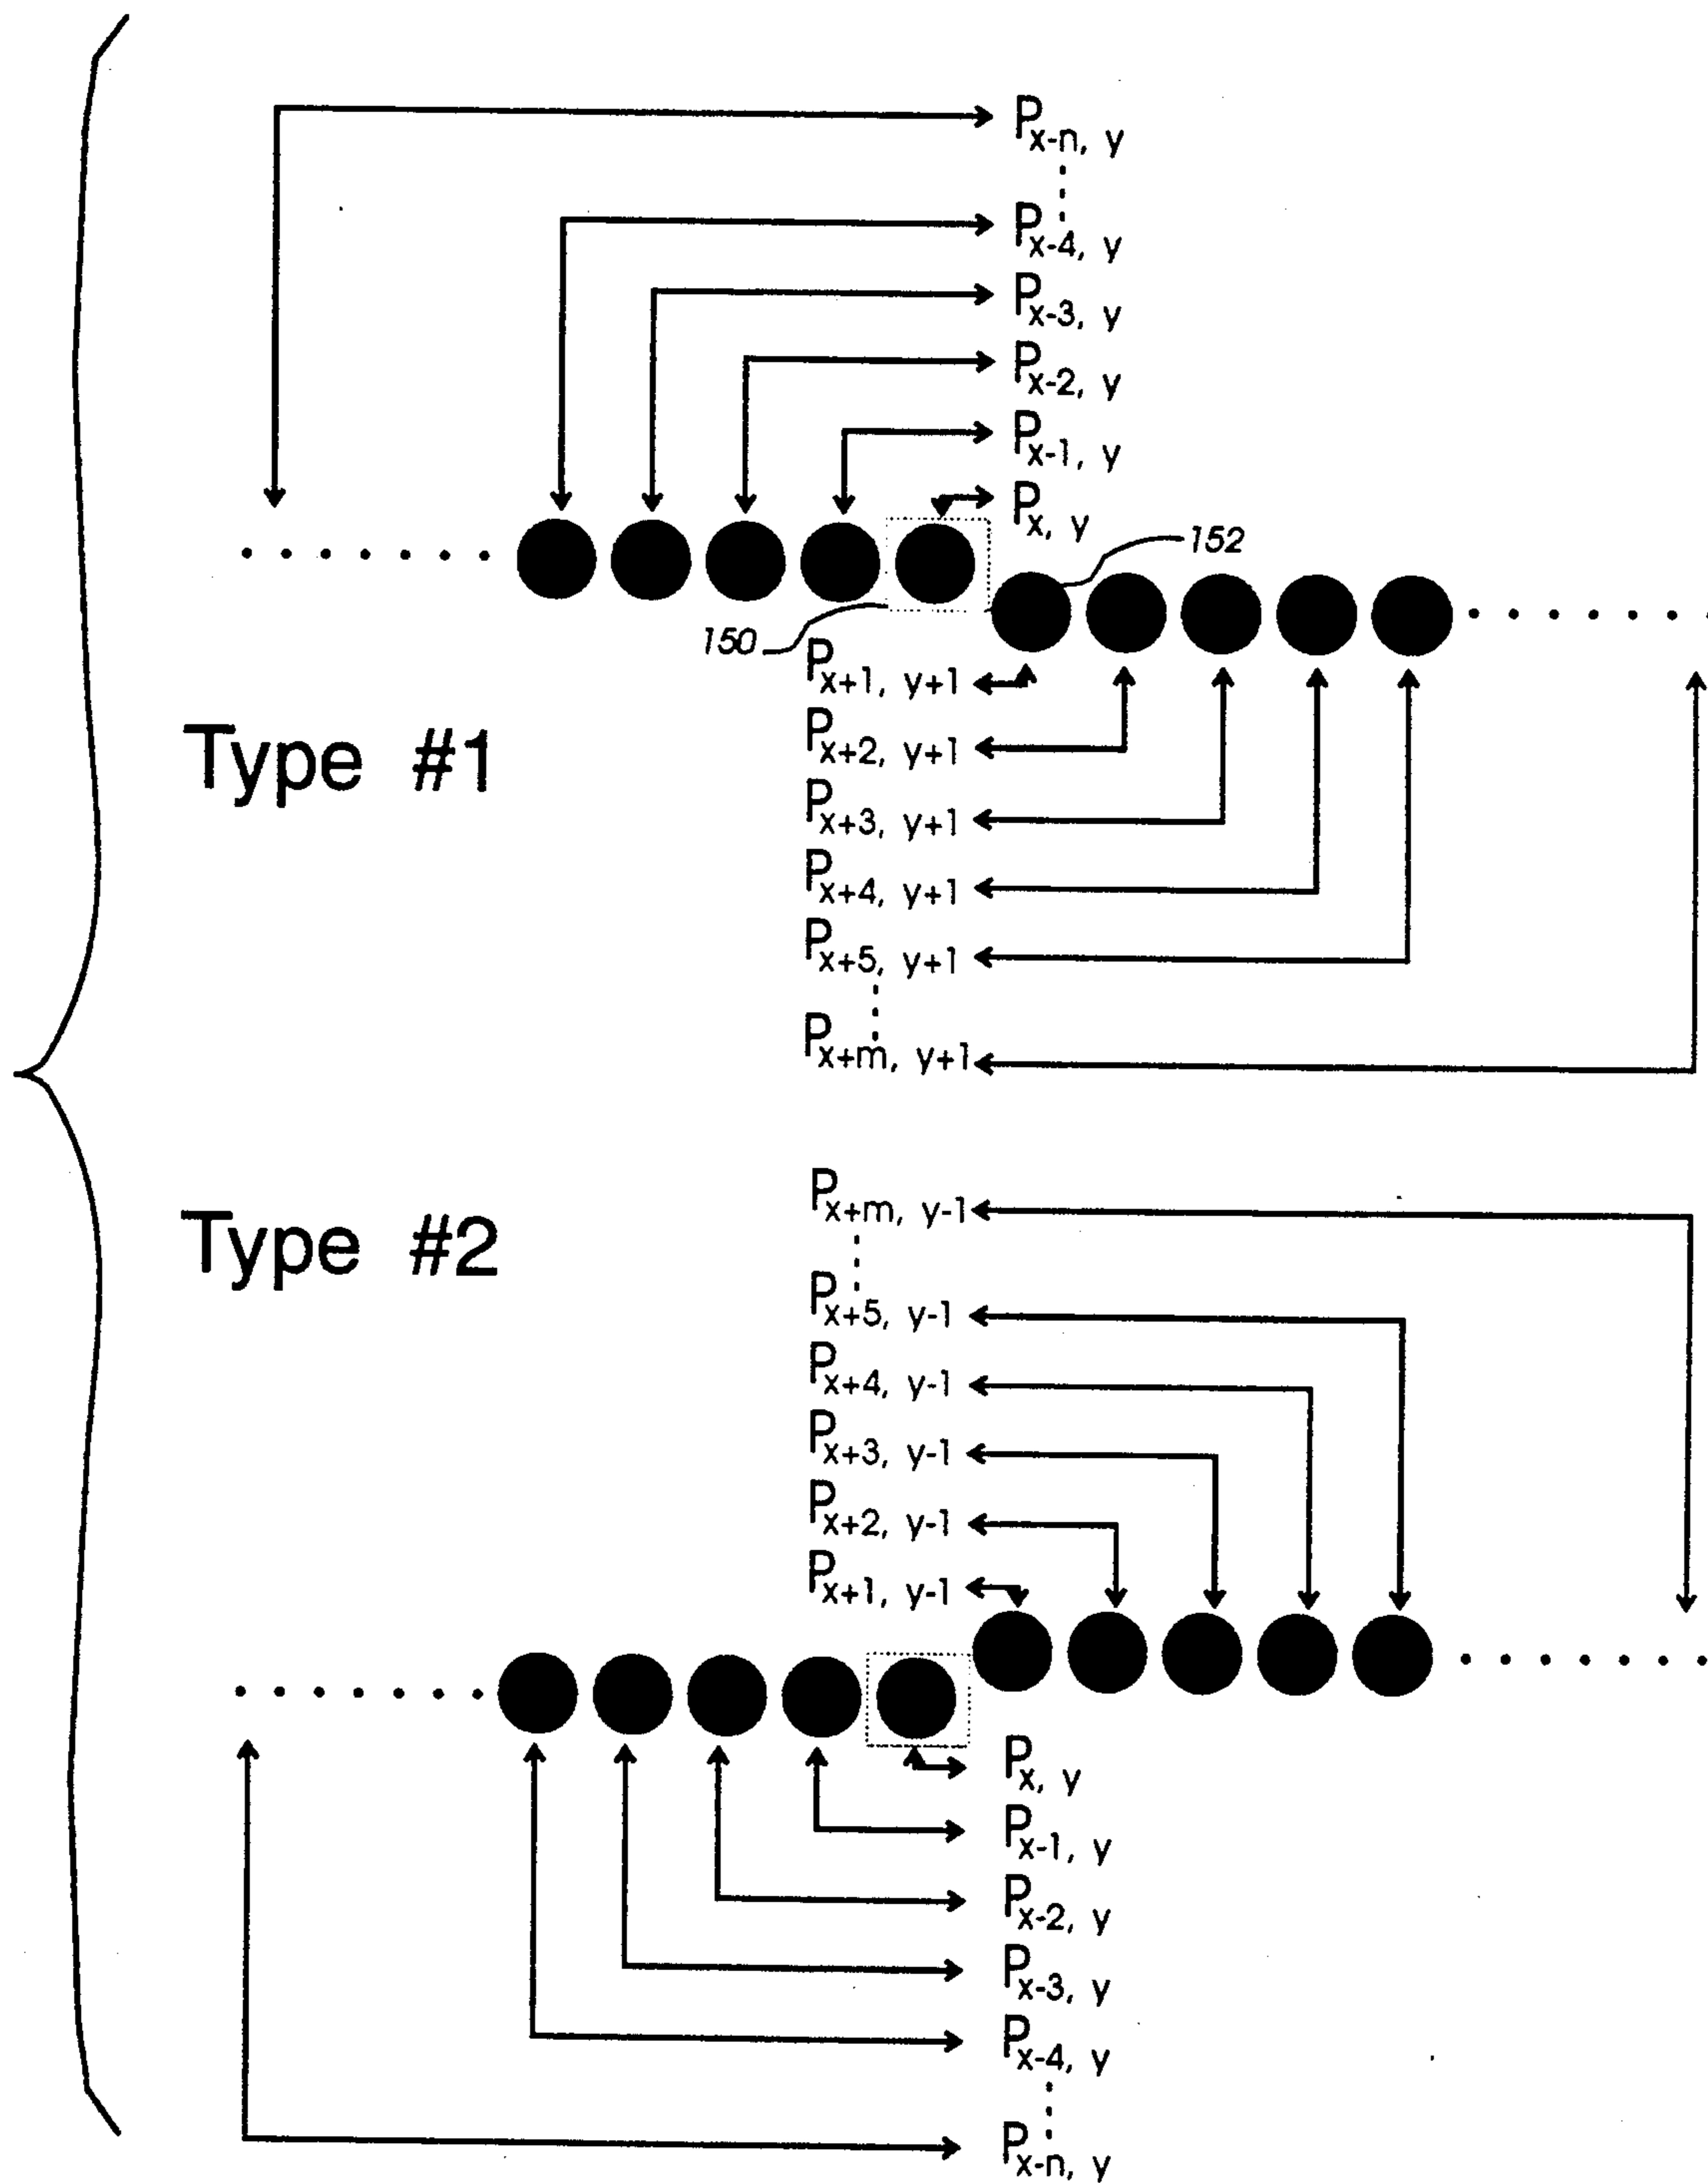 P x-n, y
P x-4, y
P x-3, y
P x-2, y
P x-1, y
P x, y
152
150
P x+1, y+1
Type #1
P x+2, y+1
P x+3, y+1
P x+4, y+1
P x+5, y+1
P x+m, y+1
P x+m, y-1
Type #2
P x+5, y-1
P x+4, y-1
P x+3, y-1
P x+2, y-1
P x+1, y-1
P x, y
P x-1, y
P x-2, y
P x-3, y
P x-4, y
P x-n, y